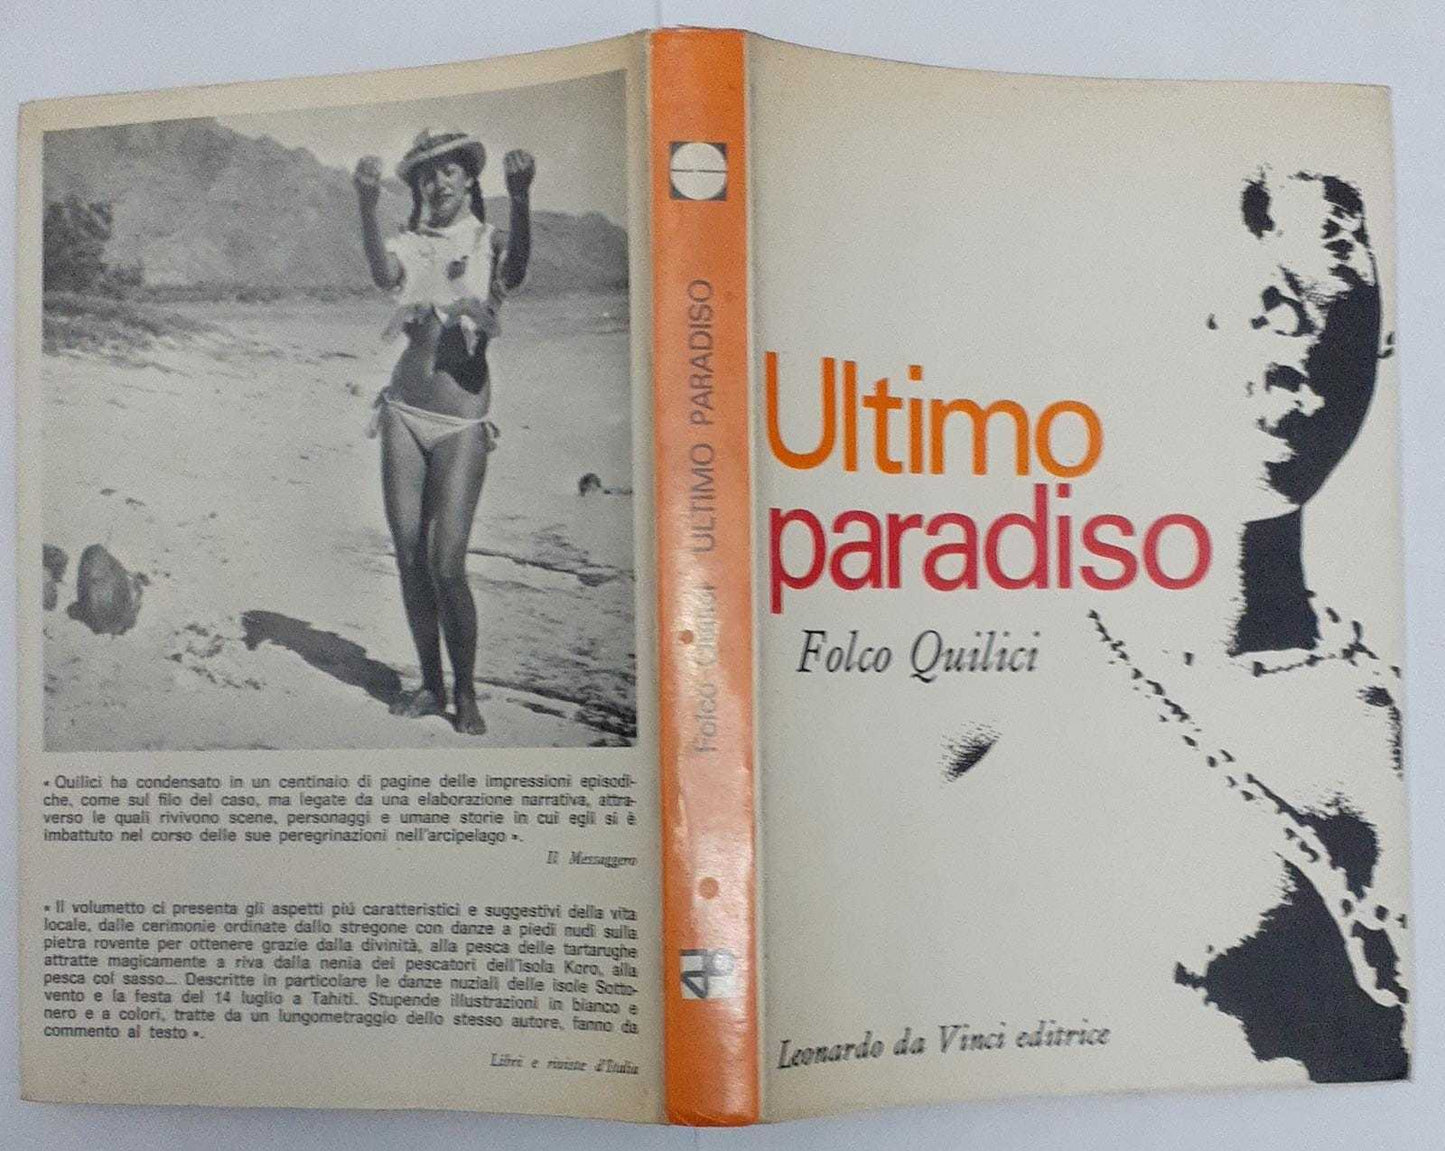 « Quilici ha condensato in un centinaio di pagine delle impressioni episodi-
che, come sul filo del caso, ma legate da una elaborazione narrativa, attra-
verso le quali rivivono scene, personaggi e umane storie in cui egli si è
imbattuto nel corso delle sue peregrinazioni nell'arcipelago ».
Il Messaggero
« Il volumetto ci presenta gli aspetti più caratteristici e suggestivi della vita
locale, dalle cerimonie ordinate dallo stregone con danze a piedi nudi sulla
pietra rovente per ottenere grazie dalla divinità, alla pesca delle tartarughe
attratte magicamente a riva dalla nenia dei pescatori dell'isola Koro, alla
pesca col sasso... Descritte in particolare le danze nuziali delle isole Sotto-
vento e la festa del 14 luglio a Tahiti. Stupende illustrazioni in bianco e
nero e a colori, tratte da un lungometraggio dello stesso autore, fanno da
commento al testo ».
Libri e riviste d'Italia
Folco Quilici ULTIMO PARADISO
Ultimo
paradiso
Folco Quilici
Leonardo da Vinci editrice